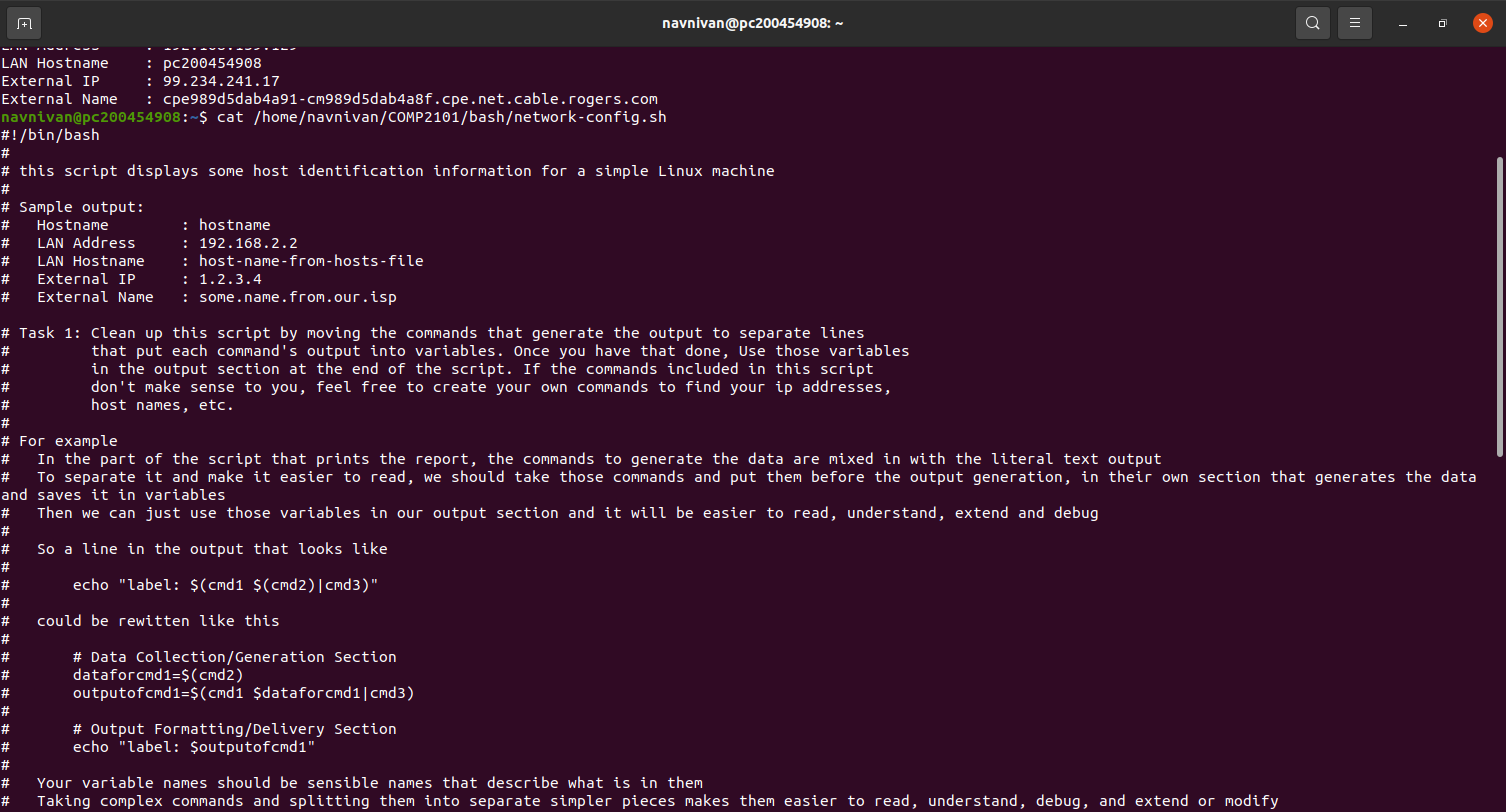 navnivan@pc200454908: ~
LAN Address     : 192.168.159.129
LAN Hostname    : pc200454908
External IP     : 99.234.241.17
External Name   : cpe989d5dab4a91-cm989d5dab4a8f.cpe.net.cable.rogers.com
navnivan@pc200454908:~$ cat /home/navnivan/COMP2101/bash/network-config.sh
#!/bin/bash
#
# this script displays some host identification information for a simple Linux machine
#
# Sample output:
#   Hostname        : hostname
#   LAN Address     : 192.168.2.2
#   LAN Hostname    : host-name-from-hosts-file
#   External IP     : 1.2.3.4
#   External Name   : some.name.from.our.isp

# Task 1: Clean up this script by moving the commands that generate the output to separate lines
#         that put each command's output into variables. Once you have that done, Use those variables
#         in the output section at the end of the script. If the commands included in this script
#         don't make sense to you, feel free to create your own commands to find your ip addresses,
#         host names, etc.
#
# For example
#   In the part of the script that prints the report, the commands to generate the data are mixed in with the literal text output
#   To separate it and make it easier to read, we should take those commands and put them before the output generation, in their own section that generates the data
and saves it in variables
#   Then we can just use those variables in our output section and it will be easier to read, understand, extend and debug
#
#   So a line in the output that looks like
#
#       echo "label: $(cmd1 $(cmd2)|cmd3)"
#
#   could be rewitten like this
#
#       # Data Collection/Generation Section
#       dataforcmd1=$(cmd2)
#       outputofcmd1=$(cmd1 $dataforcmd1|cmd3)
#
#       # Output Formatting/Delivery Section
#       echo "label: $outputofcmd1"
#
#   Your variable names should be sensible names that describe what is in them
#   Taking complex commands and splitting them into separate simpler pieces makes them easier to read, understand, debug, and extend or modify